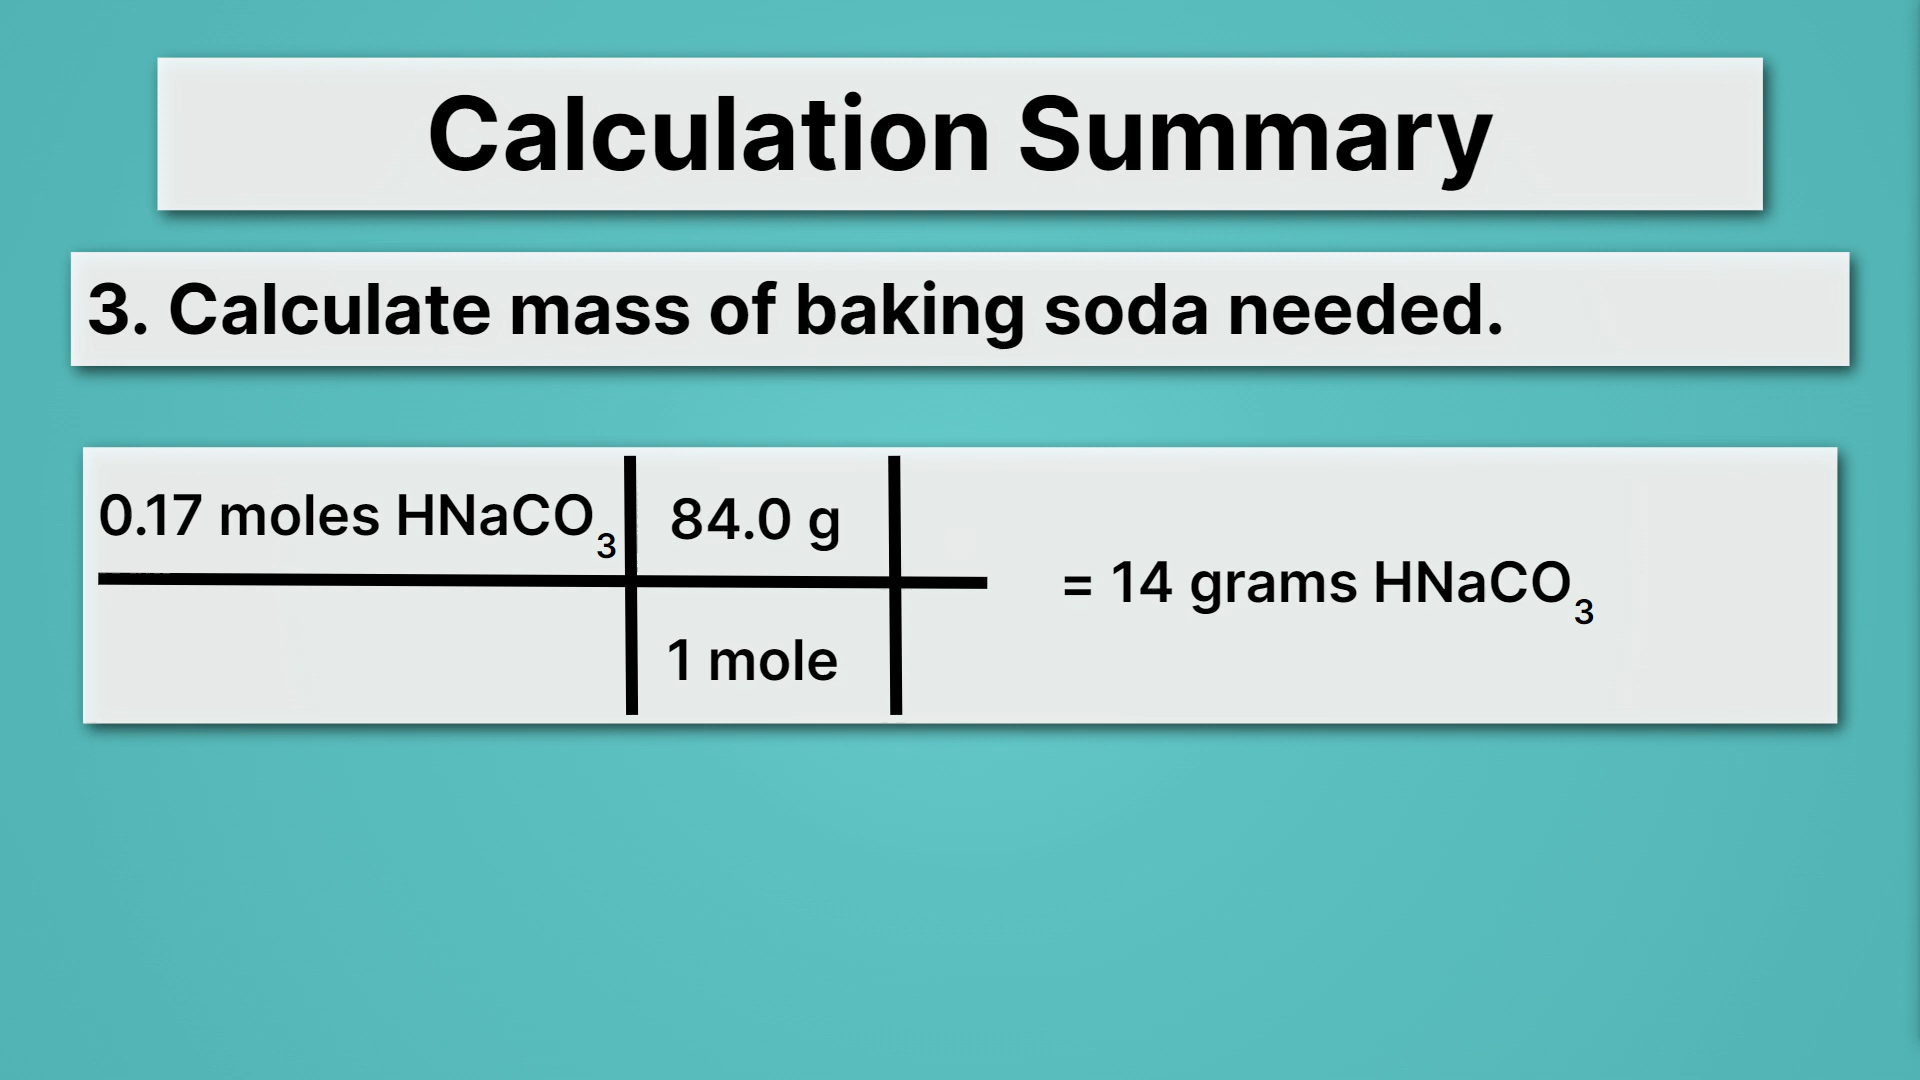 Calculation Summary
3. Calculate mass of baking soda needed.
0.17 moles HNaCO₃ 84.0 g
1 mole
= 14 grams HNaCO₃